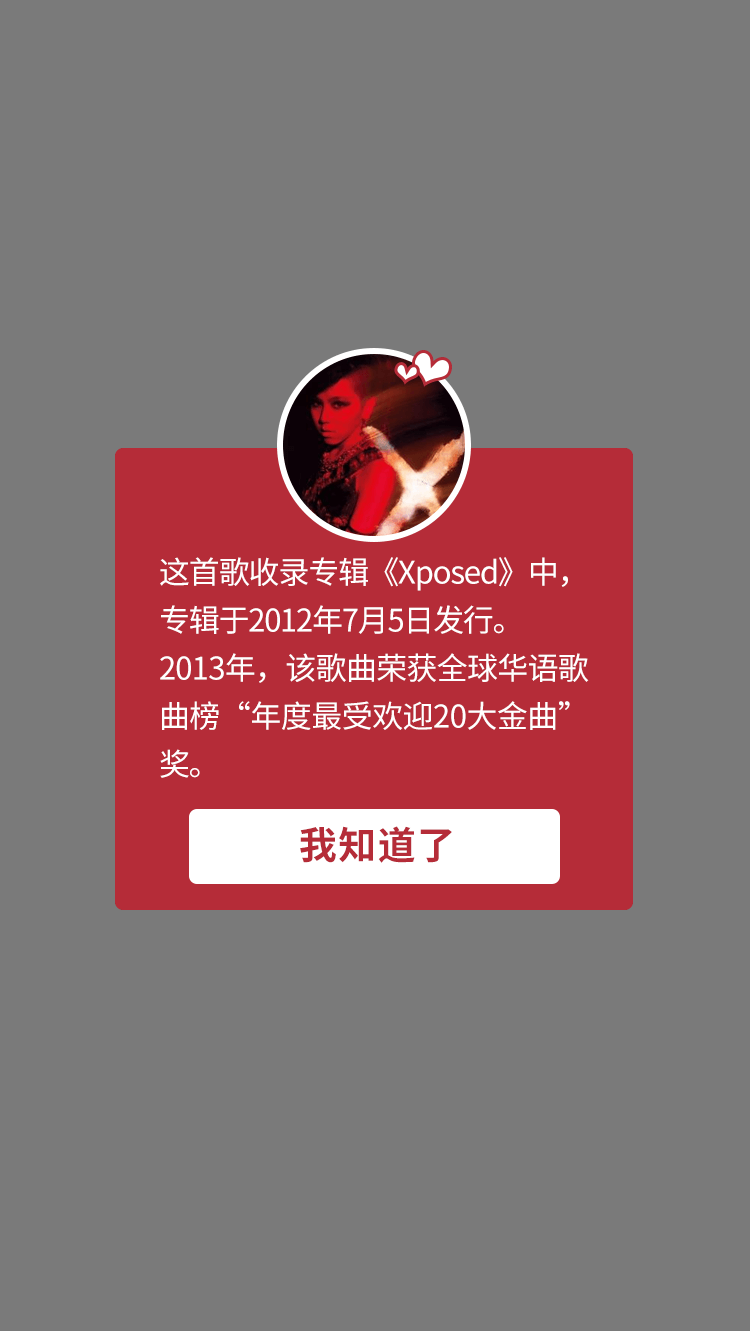 这首歌收录专辑《Xposed》中，
专辑于2012年7月5日发行。
2013年，该歌曲荣获全球华语歌
曲榜“年度最受欢迎20大金曲”
奖。
我知道了